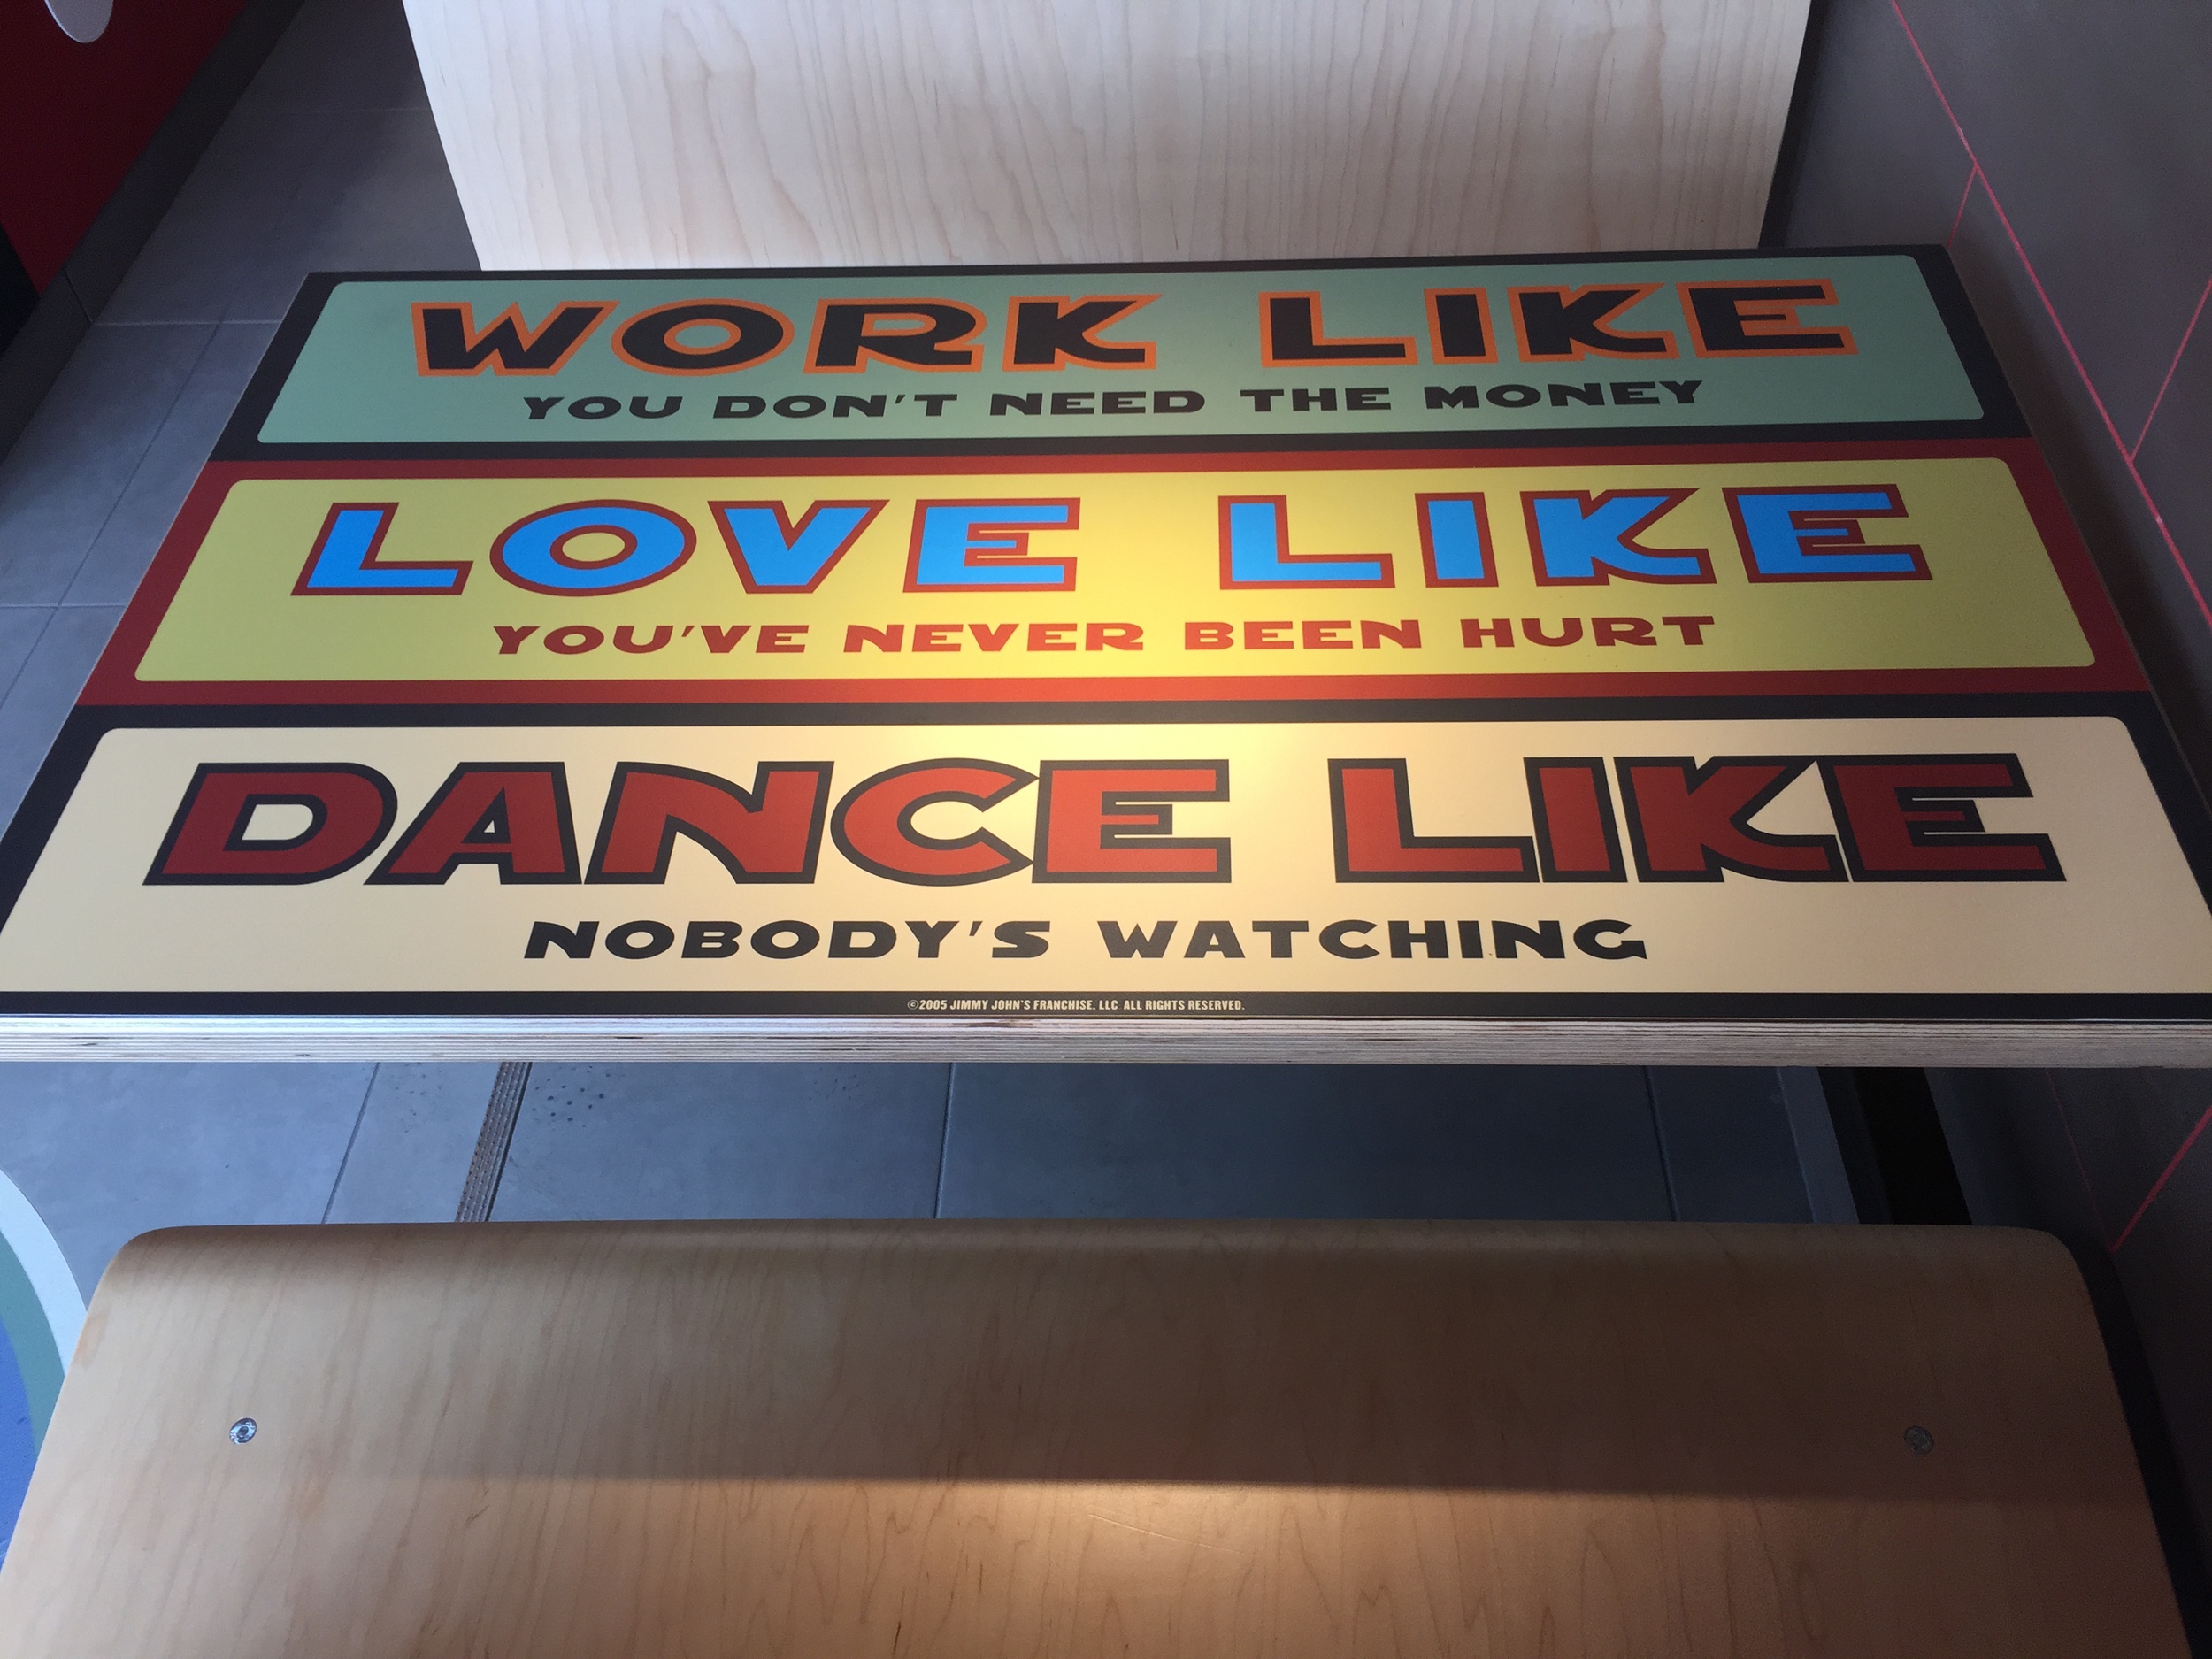 WORK LIKE
YOU DON'T NEED THE MONEY
LOVE LIKE
YOU'VE NEVER BEEN HURT
DANCE LIKE
NOBODY'S WATCHING
©2005 JIMMY JOHN'S FRANCHISE, LLC ALL RIGHTS RESERVED.